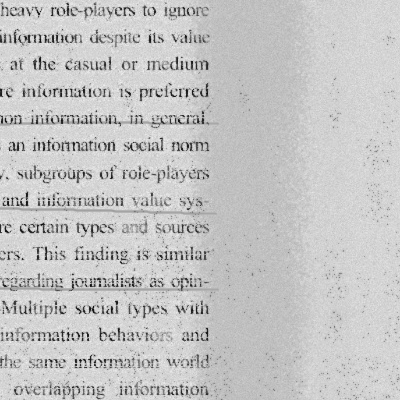 heavy role-players to ignore
information despite its value
at the casual or medium
re information is preferred
non information, in general.
an information social norm
y, subgroups of role-players
and information value sys-
re certain types and sources
ers. This finding is similar
regarding journalists as opin-
Multiple social types with
information behaviors and
the same information world
overlapping information